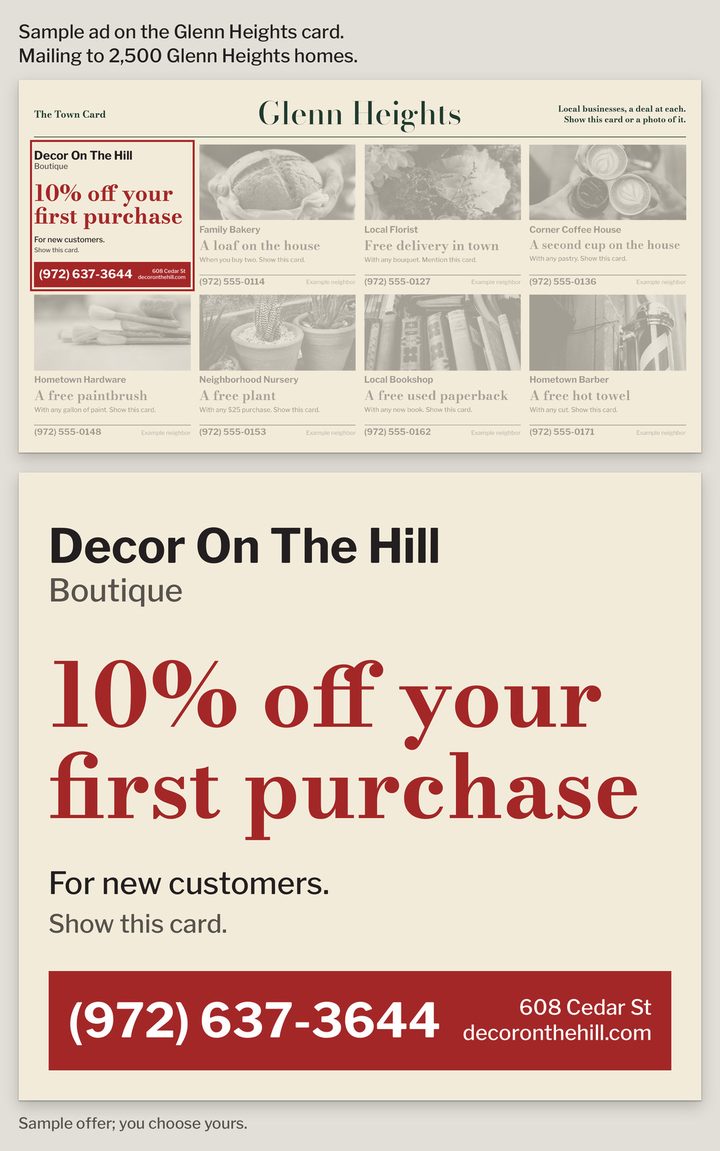 Sample ad on the Glenn Heights card.
Mailing to 2,500 Glenn Heights homes.
The Town Card
Glenn Heights
Local businesses, a deal at each.
Show this card or a photo of it.
Decor On The Hill
Boutique
10% off your
first purchase
For new customers.
Show this card.
(972) 637-3644
608 Cedar St
decoronthehill.com
Family Bakery
A loaf on the house
When you buy two. Show this card.
(972) 555-0114
Example neighbor
Local Florist
Free delivery in town
With any bouquet. Mention this card.
(972) 555-0127
Example neighbor
Corner Coffee House
A second cup on the house
With any pastry. Show this card.
(972) 555-0136
Example neighbor
Hometown Hardware
A free paintbrush
With any gallon of paint. Show this card.
(972) 555-0148
Example neighbor
Neighborhood Nursery
A free plant
With any $25 purchase. Show this card.
(972) 555-0153
Example neighbor
Local Bookshop
A free used paperback
With any new book. Show this card.
(972) 555-0162
Example neighbor
Hometown Barber
A free hot towel
With any cut. Show this card.
(972) 555-0171
Example neighbor
Decor On The Hill
Boutique
10% off your
first purchase
For new customers.
Show this card.
(972) 637-3644
608 Cedar St
decoronthehill.com
Sample offer; you choose yours.